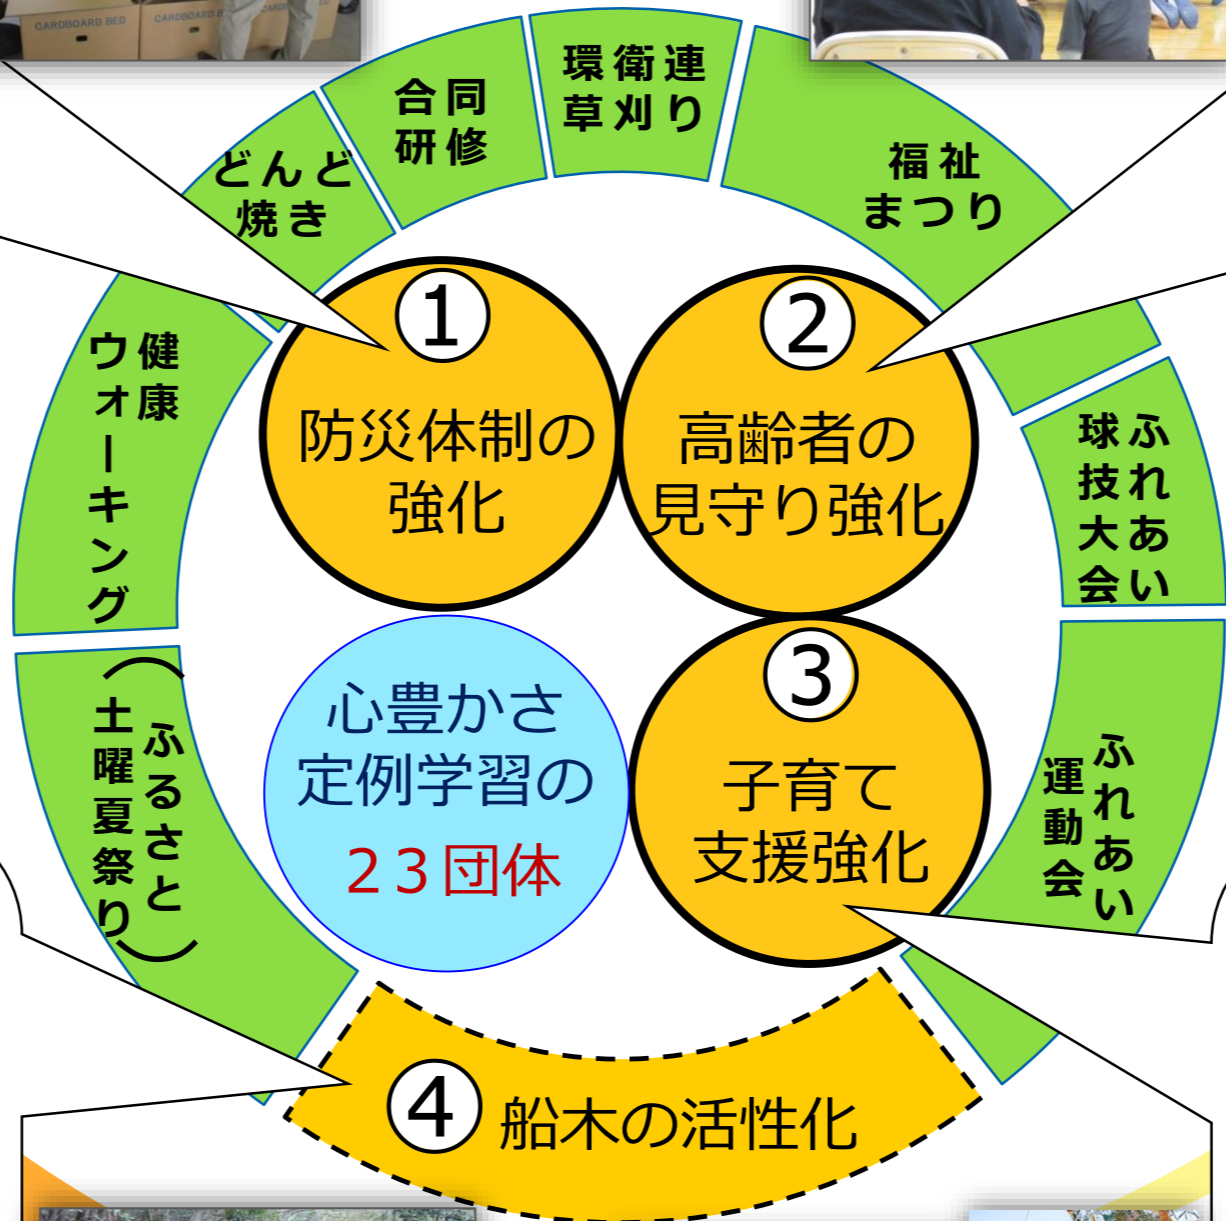 CARDBOARD BED
CARDBOARD B
CARDBOARD BED
環衛連
草刈り
合同
研修
どんど
焼き
福祉
まつり
健康
ウォーキング
ふれあい
球技大会
ふれあい
運動会
(ふるさと)
(土曜夏祭り)
①
防災体制の
強化
②
高齢者の
見守り強化
心豊かさ
定例学習の
23団体
③
子育て
支援強化
④ 船木の活性化